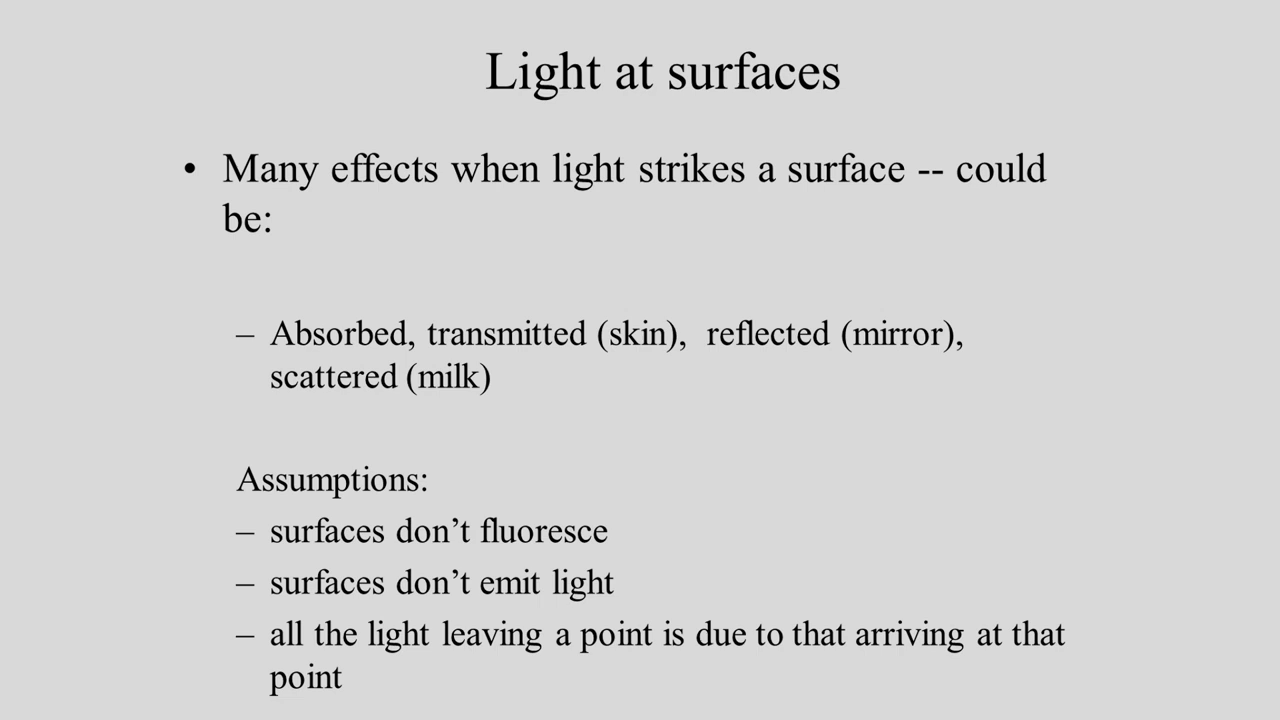 Light at surfaces
• Many effects when light strikes a surface -- could
be:
– Absorbed, transmitted (skin),  reflected (mirror),
scattered (milk)
Assumptions:
– surfaces don’t fluoresce
– surfaces don’t emit light
– all the light leaving a point is due to that arriving at that
point